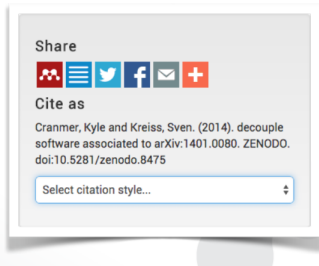 Share
Cite as
Cranmer, Kyle and Kreiss, Sven. (2014). decouple
software associated to arXiv:1401.0080. ZENODO.
doi:10.5281/zenodo.8475
Select citation style...